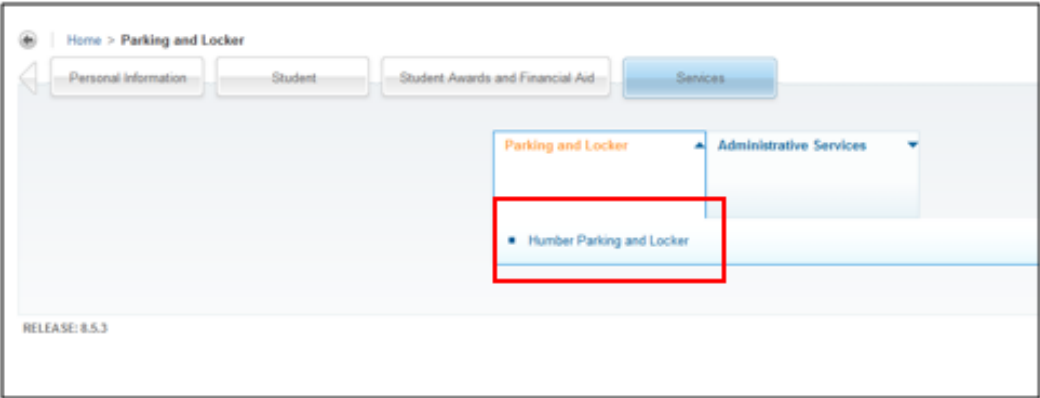 Home > Parking and Locker
Personal Information Student Student Awards and Financial Aid Services
Parking and Locker Administrative Services
Humber Parking and Locker
RELEASE: 8.5.3